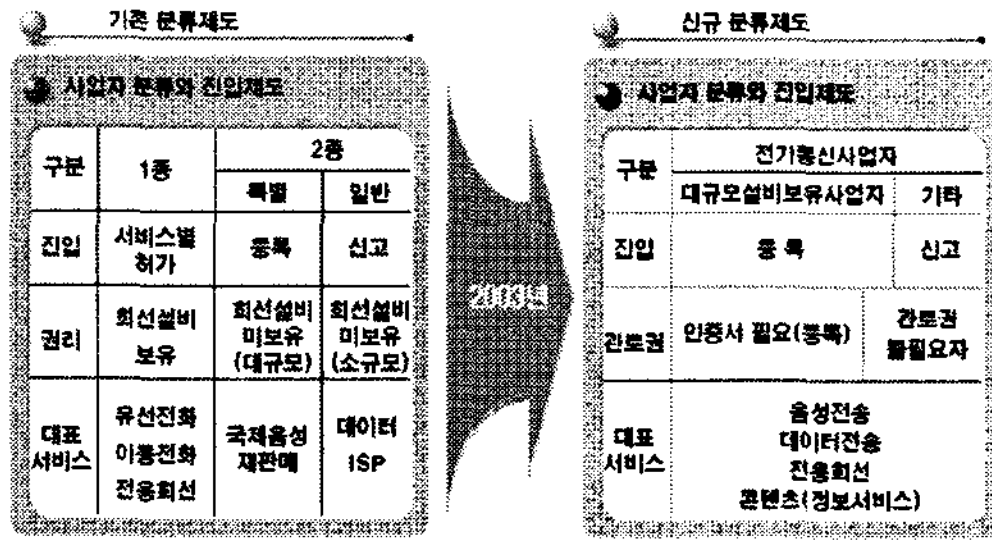 기존 분류제도
사업자 분류와 진입제도
구분 1종 2종
특별 일반
진입 서비스별 허가 등록 신고
권리 회선설비 보유 회선설비 미보유 (대규모) 회선설비 미보유 (소규모)
대표 서비스 유선전화 이동전화 전용회선 국제음성 재판매 데이터 ISP
2003년
신규 분류제도
사업자 분류와 진입제도
구분 전기통신사업자
대규모설비보유사업자 기타
진입 등 록 신고
관로권 인증서 필요(등록) 관로권 불필요자
대표 서비스 음성전송
데이터전송
전용회선
콘텐츠(정보서비스)